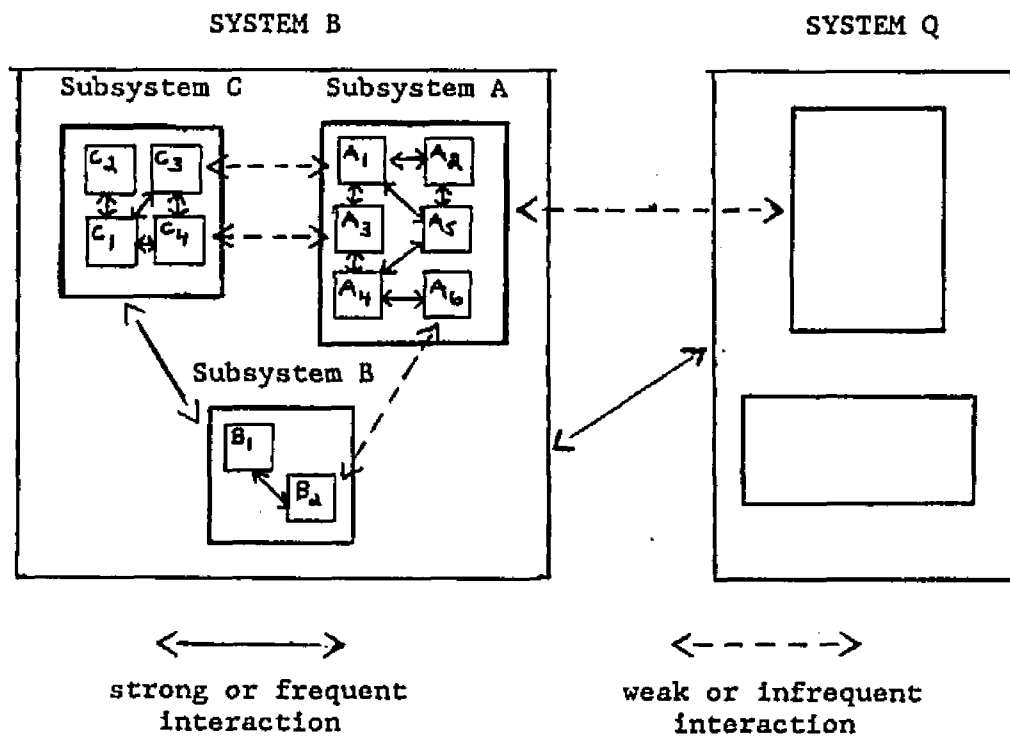 SYSTEM B
SYSTEM Q
Subsystem C
Subsystem A
C2 C3
C1 C4
A1 A2
A3 A5
A4 A6
Subsystem B
B1
B2
strong or frequent
interaction
weak or infrequent
interaction